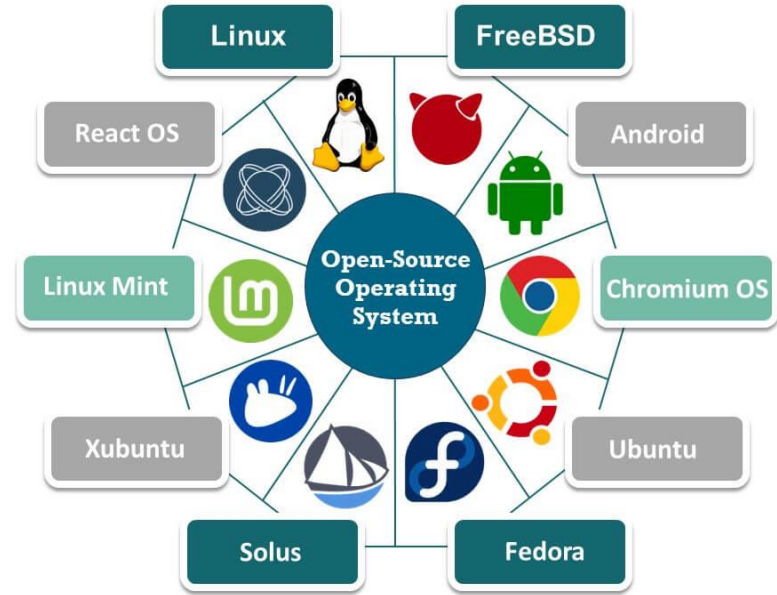 Linux
FreeBSD
React OS
Android
Open-Source
Operating
System
Linux Mint
Chromium OS
Xubuntu
Ubuntu
Solus
Fedora